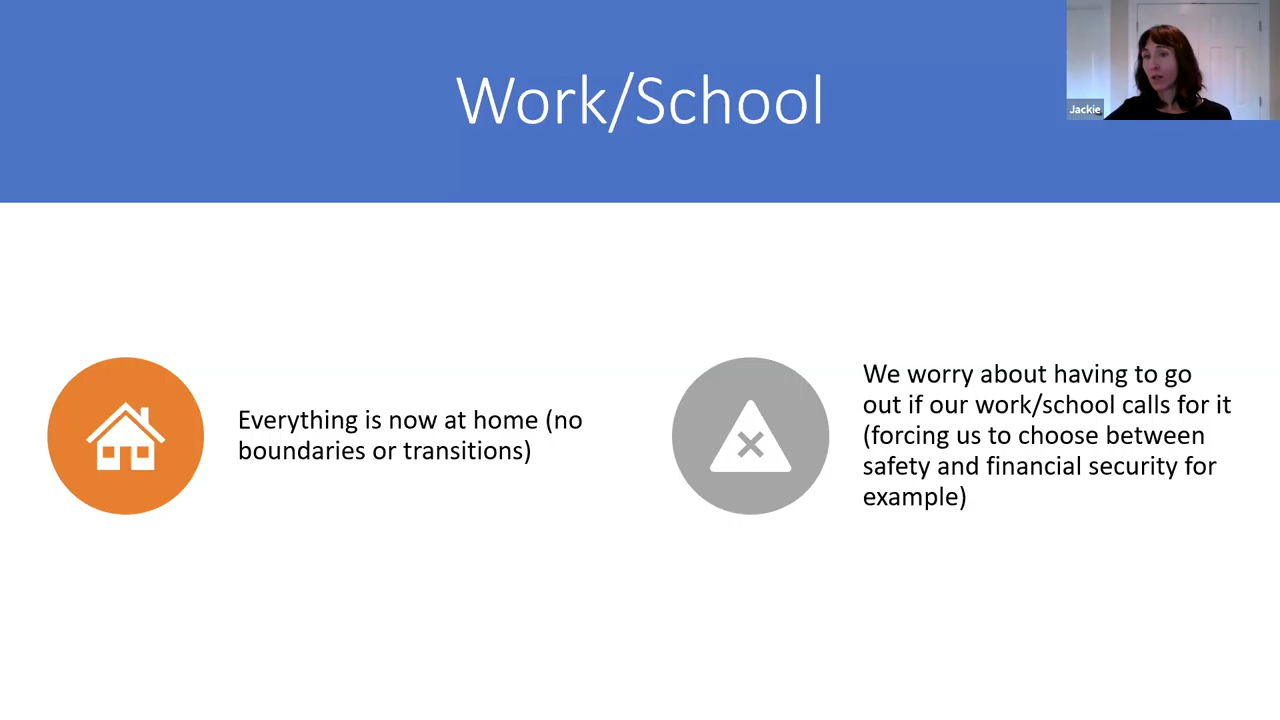 Work/School
Jackie
Everything is now at home (no
boundaries or transitions)
We worry about having to go
out if our work/school calls for it
(forcing us to choose between
safety and financial security for
example)